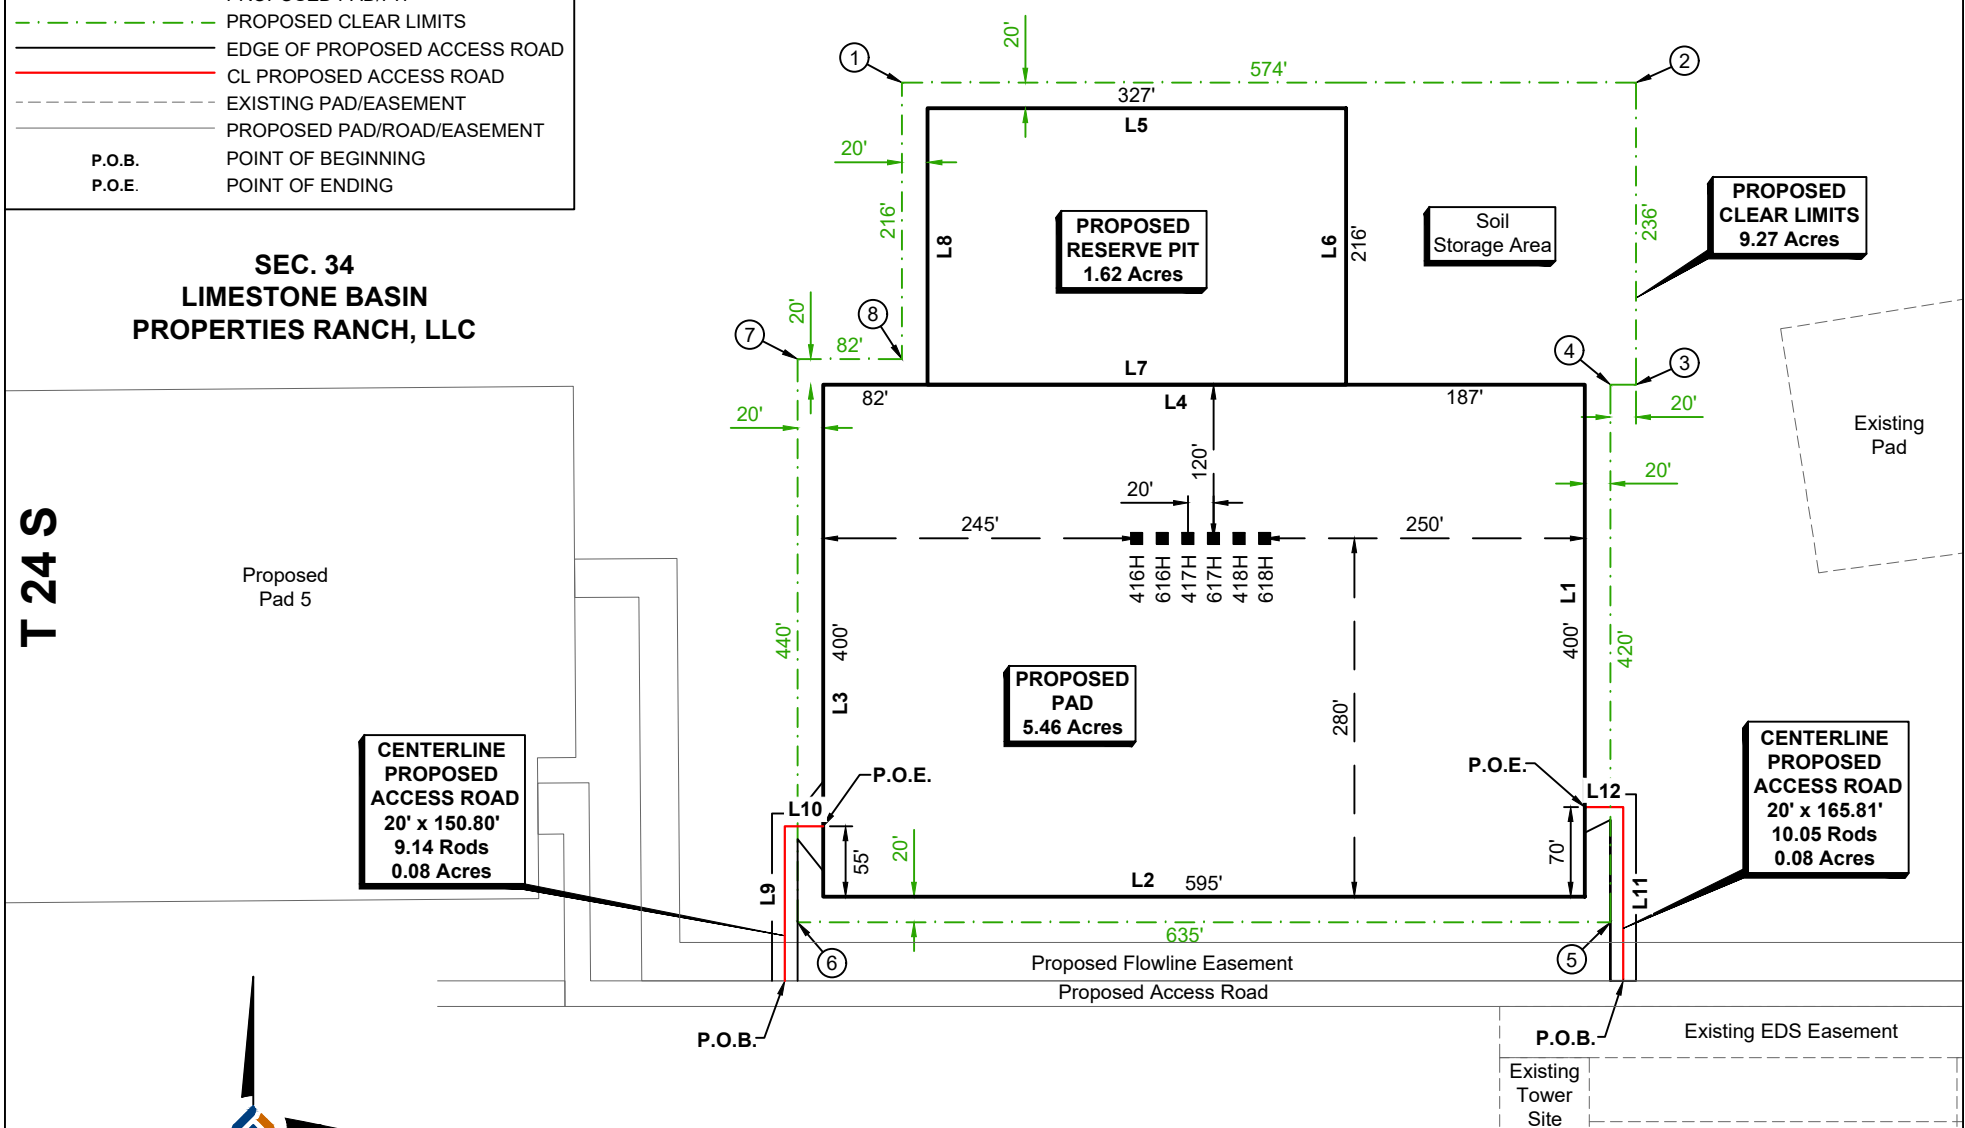 PROPOSED CLEAR LIMITS
EDGE OF PROPOSED ACCESS ROAD
CL PROPOSED ACCESS ROAD
EXISTING PAD/EASEMENT
PROPOSED PAD/ROAD/EASEMENT
P.O.B. POINT OF BEGINNING
P.O.E. POINT OF ENDING
SEC. 34
LIMESTONE BASIN
PROPERTIES RANCH, LLC
T 24 S
Proposed
Pad 5
1
20'
574'
2
327'
L5
20'
216'
L8
PROPOSED
RESERVE PIT
1.62 Acres
L6
216'
Soil
Storage Area
236'
PROPOSED
CLEAR LIMITS
9.27 Acres
7
20'
82'
8
4
3
20'
L7
82'
L4
187'
20'
20'
Existing
Pad
120'
20'
245'
250'
416H
616H
417H
617H
418H
618H
L1
400'
420'
440'
400'
L3
280'
PROPOSED
PAD
5.46 Acres
CENTERLINE
PROPOSED
ACCESS ROAD
20' x 150.80'
9.14 Rods
0.08 Acres
P.O.E.
L10
55'
20'
L9
L2
595'
P.O.E.
L12
70'
L11
CENTERLINE
PROPOSED
ACCESS ROAD
20' x 165.81'
10.05 Rods
0.08 Acres
635'
6
5
Proposed Flowline Easement
Proposed Access Road
P.O.B.
P.O.B.
Existing EDS Easement
Existing
Tower
Site